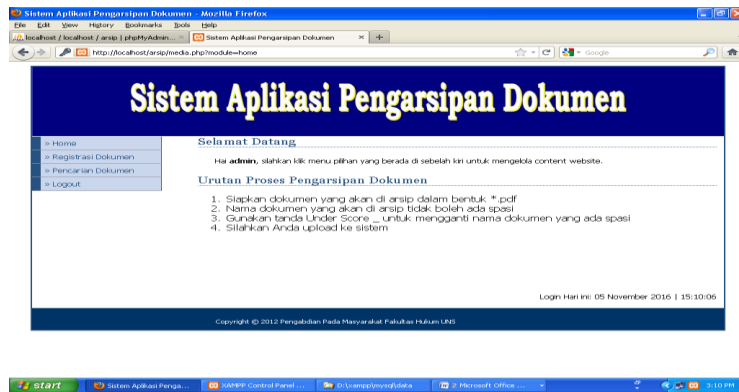 Sistem Aplikasi Pengarsipan Dokumen - Mozilla Firefox
File Edit View History Bookmarks Tools Help
localhost / localhost / arsip | phpMyAdmin... × Sistem Aplikasi Pengarsipan Dokumen × +
http://localhost/arsip/media.php?module=home Google
Sistem Aplikasi Pengarsipan Dokumen
» Home
» Registrasi Dokumen
» Pencarian Dokumen
» Logout
Selamat Datang
Hai admin, silahkan klik menu pilihan yang berada di sebelah kiri untuk mengelola content website.
Urutan Proses Pengarsipan Dokumen
1. Siapkan dokumen yang akan di arsip dalam bentuk *.pdf
2. Nama dokumen yang akan di arsip tidak boleh ada spasi
3. Gunakan tanda Under Score _ untuk mengganti nama dokumen yang ada spasi
4. Silahkan Anda upload ke sistem
Login Hari ini: 05 November 2016 | 15:10:06
Copyright © 2012 Pengabdian Pada Masyarakat Fakultas Hukum UNS
start Sistem Aplikasi Penga... XAMPP Control Panel ... D:\xampp\mysql\data 2 Microsoft Office ... 3:10 PM